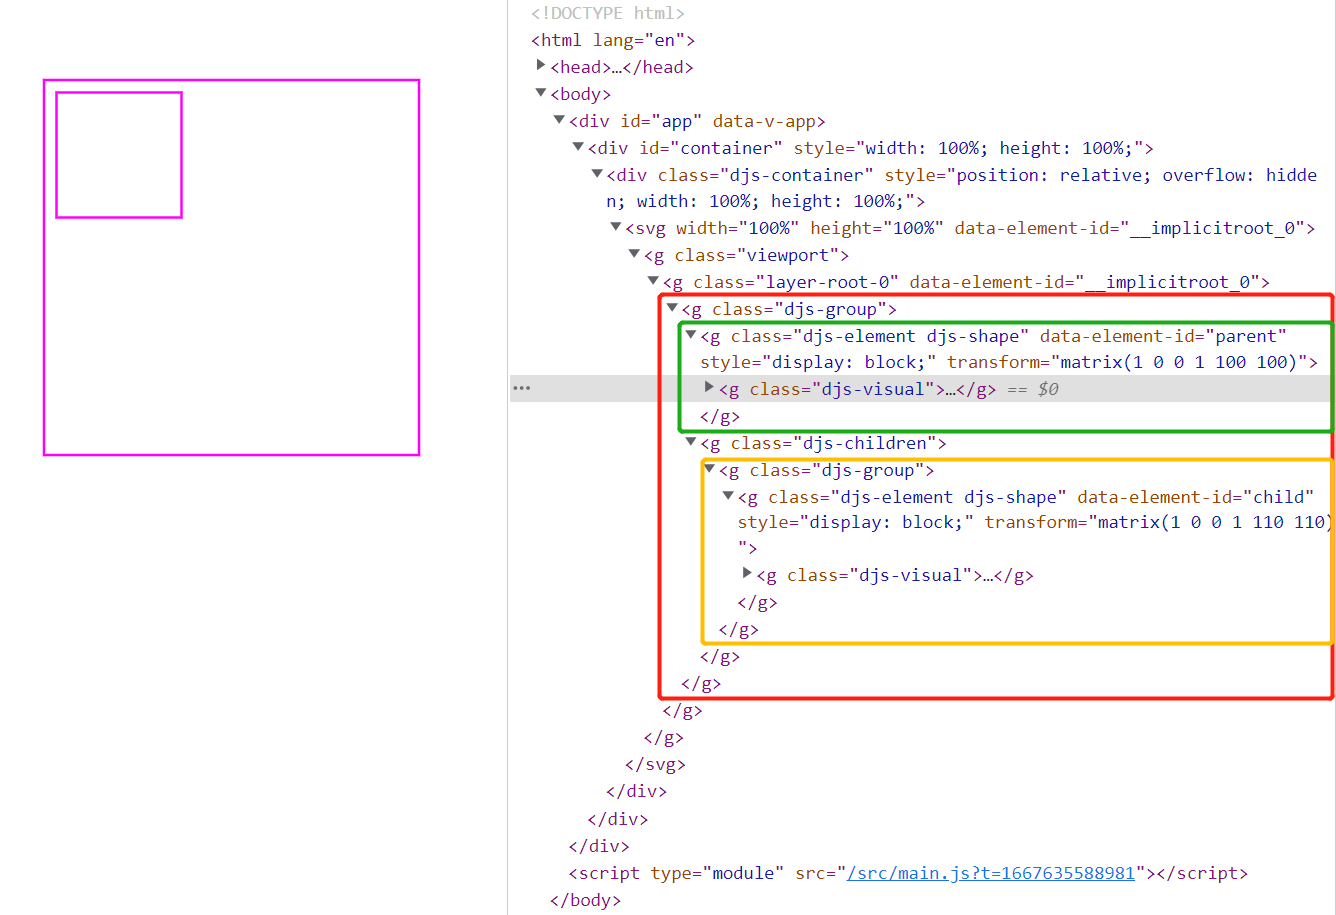 <!DOCTYPE html>
<html lang="en">
<head>…</head>
<body>
<div id="app" data-v-app>
<div id="container" style="width: 100%; height: 100%;">
<div class="djs-container" style="position: relative; overflow: hidde
n; width: 100%; height: 100%;">
<svg width="100%" height="100%" data-element-id="__implicitroot_0">
<g class="viewport">
<g class="layer-root-0" data-element-id="__implicitroot_0">
<g class="djs-group">
<g class="djs-element djs-shape" data-element-id="parent"
style="display: block;" transform="matrix(1 0 0 1 100 100)">
<g class="djs-visual">…</g> == $0
</g>
<g class="djs-children">
<g class="djs-group">
<g class="djs-element djs-shape" data-element-id="child"
style="display: block;" transform="matrix(1 0 0 1 110 110)
">
<g class="djs-visual">…</g>
</g>
</g>
</g>
</g>
</g>
</g>
</svg>
</div>
</div>
</div>
<script type="module" src="/src/main.js?t=1667635588981"></script>
</body>